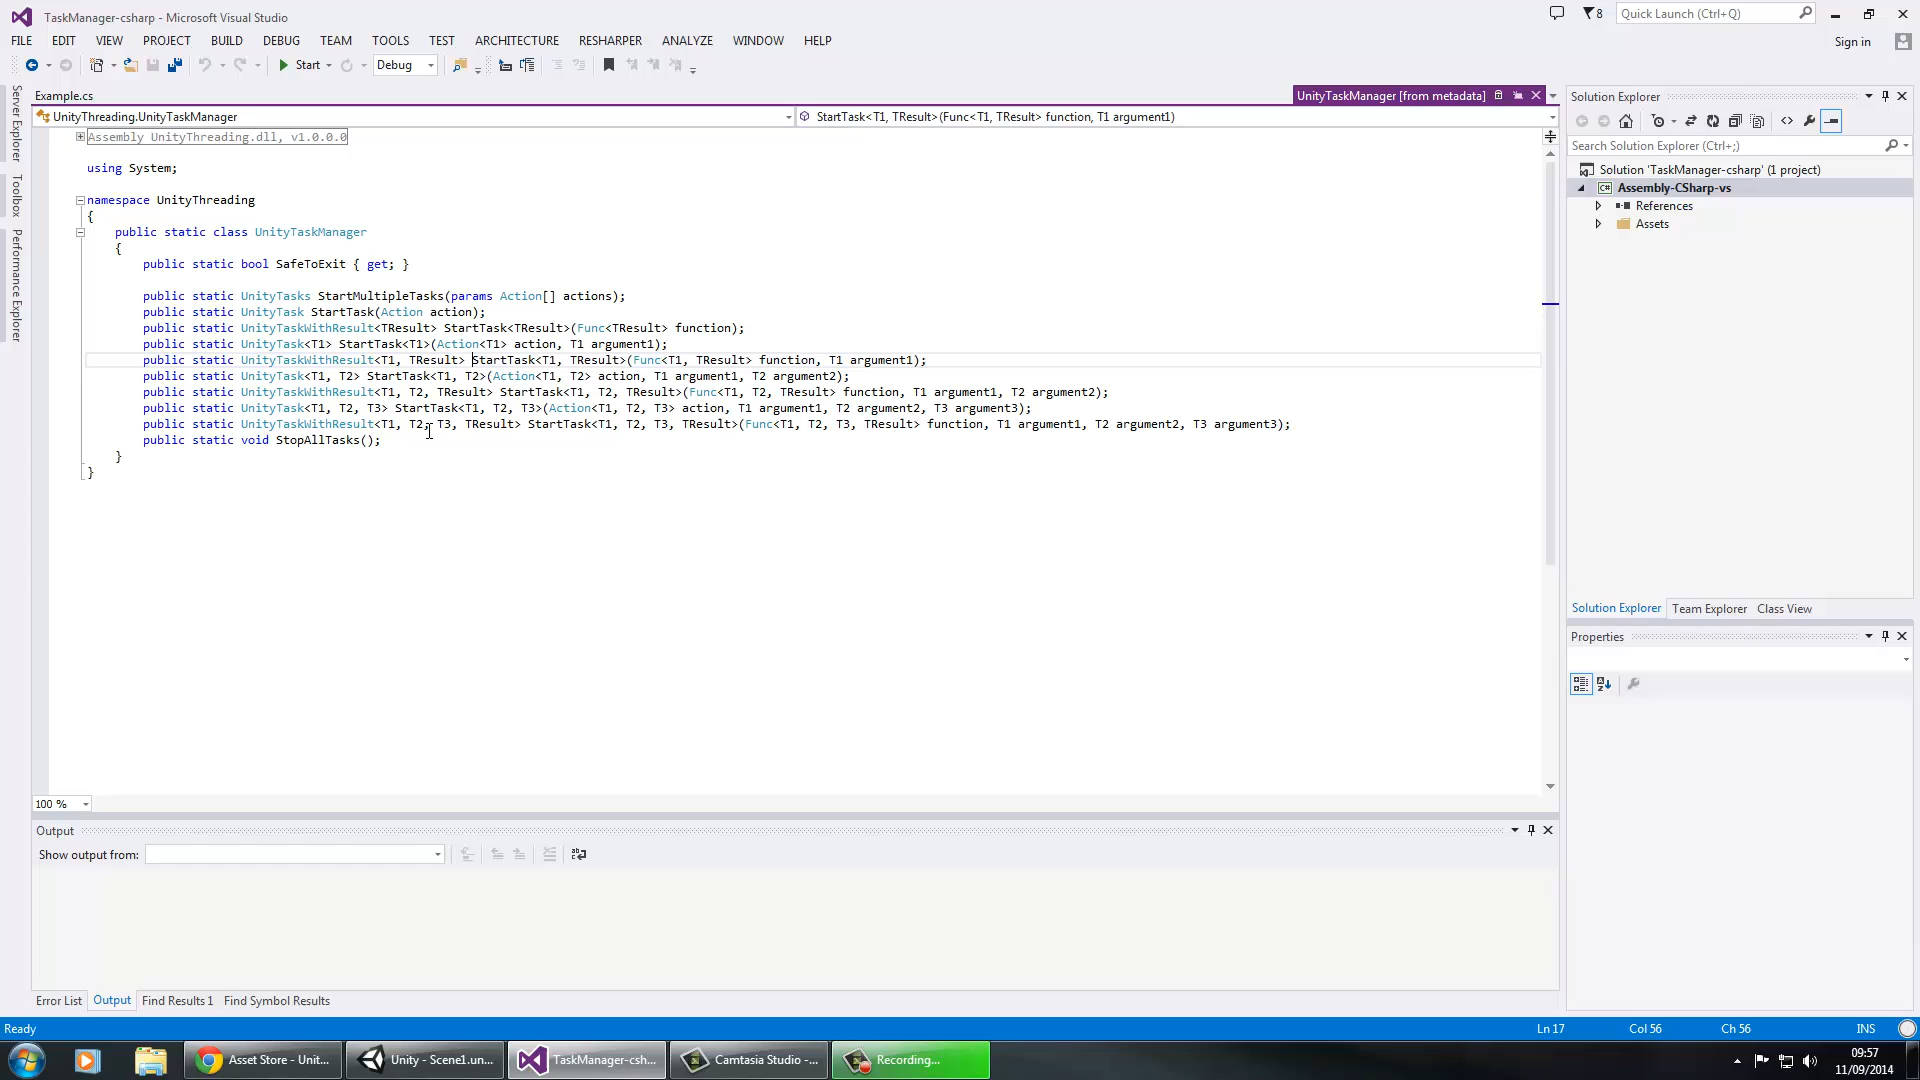 TaskManager-csharp - Microsoft Visual Studio
8
Quick Launch (Ctrl+Q)
FILE EDIT VIEW PROJECT BUILD DEBUG TEAM TOOLS TEST ARCHITECTURE RESHARPER ANALYZE WINDOW HELP
Sign in
Start
Debug
Server Explorer
Toolbox
Performance Explorer
Example.cs
UnityTaskManager [from metadata]
UnityThreading.UnityTaskManager
StartTask<T1, TResult>(Func<T1, TResult> function, T1 argument1)
Assembly UnityThreading.dll, v1.0.0.0
using System;
namespace UnityThreading
{
public static class UnityTaskManager
{
public static bool SafeToExit { get; }
public static UnityTasks StartMultipleTasks(params Action[] actions);
public static UnityTask StartTask(Action action);
public static UnityTaskWithResult<TResult> StartTask<TResult>(Func<TResult> function);
public static UnityTask<T1> StartTask<T1>(Action<T1> action, T1 argument1);
public static UnityTaskWithResult<T1, TResult> StartTask<T1, TResult>(Func<T1, TResult> function, T1 argument1);
public static UnityTask<T1, T2> StartTask<T1, T2>(Action<T1, T2> action, T1 argument1, T2 argument2);
public static UnityTaskWithResult<T1, T2, TResult> StartTask<T1, T2, TResult>(Func<T1, T2, TResult> function, T1 argument1, T2 argument2);
public static UnityTask<T1, T2, T3> StartTask<T1, T2, T3>(Action<T1, T2, T3> action, T1 argument1, T2 argument2, T3 argument3);
public static UnityTaskWithResult<T1, T2, T3, TResult> StartTask<T1, T2, T3, TResult>(Func<T1, T2, T3, TResult> function, T1 argument1, T2 argument2, T3 argument3);
public static void StopAllTasks();
}
}
100 %
Solution Explorer
Search Solution Explorer (Ctrl+;)
Solution 'TaskManager-csharp' (1 project)
Assembly-CSharp-vs
References
Assets
Solution Explorer Team Explorer Class View
Properties
Output
Show output from:
Error List Output Find Results 1 Find Symbol Results
Ready
Ln 17 Col 56 Ch 56 INS
Asset Store - Unit...
Unity - Scene1.un...
TaskManager-csh...
Camtasia Studio -...
Recording...
09:57
11/09/2014